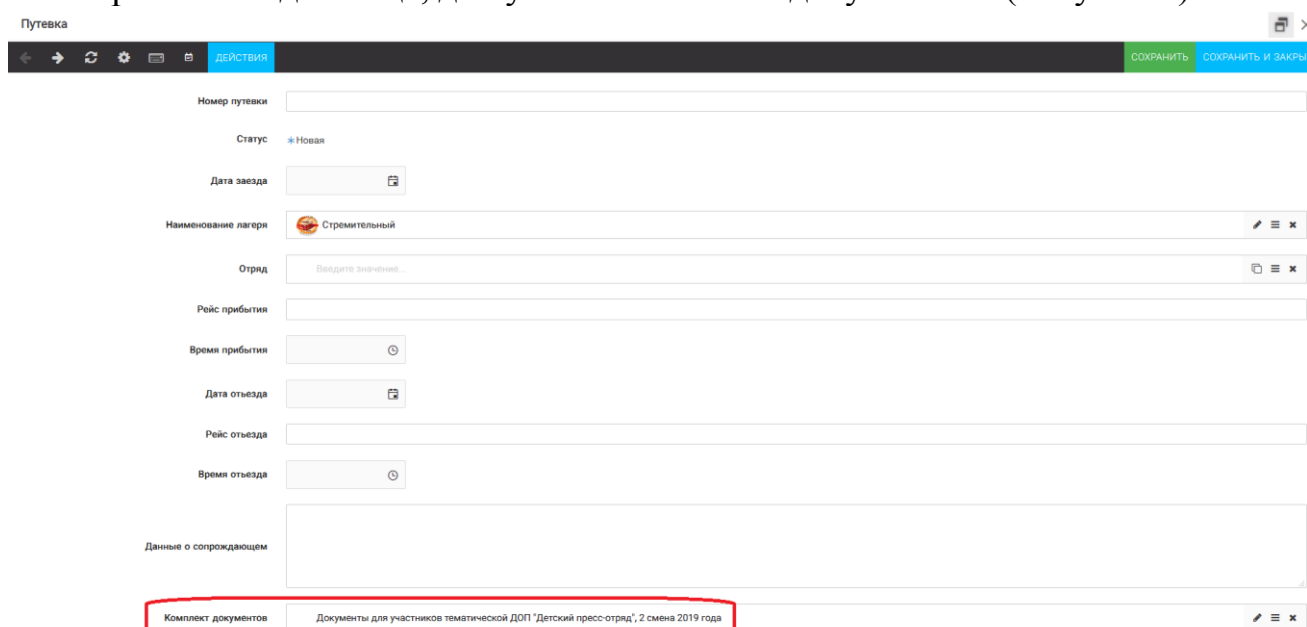 Путевка
ДЕЙСТВИЯ СОХРАНИТЬ СОХРАНИТЬ И ЗАКРЫ
Номер путевки
Статус Новая
Дата заезда
Наименование лагеря Стремительный
Отряд Введите значение...
Рейс прибытия
Время прибытия
Дата отъезда
Рейс отъезда
Время отъезда
Данные о сопрождающем
Комплект документов Документы для участников тематической ДОП "Детский пресс-отряд", 2 смена 2019 года